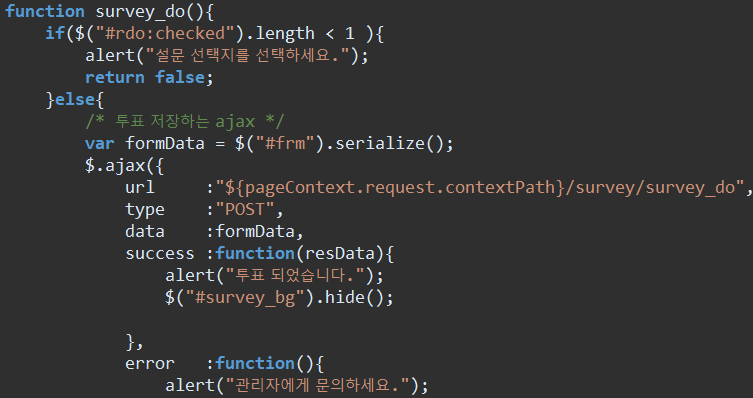 function survey_do(){
    if($("#rdo:checked").length < 1 ){
        alert("설문 선택지를 선택하세요.");
        return false;
    }else{
        /* 투표 저장하는 ajax */
        var formData = $("#frm").serialize();
        $.ajax({
            url     :"${pageContext.request.contextPath}/survey/survey_do",
            type    :"POST",
            data    :formData,
            success :function(resData){
                alert("투표 되었습니다.");
                $("#survey_bg").hide();
            },
            error   :function(){
                alert("관리자에게 문의하세요.");